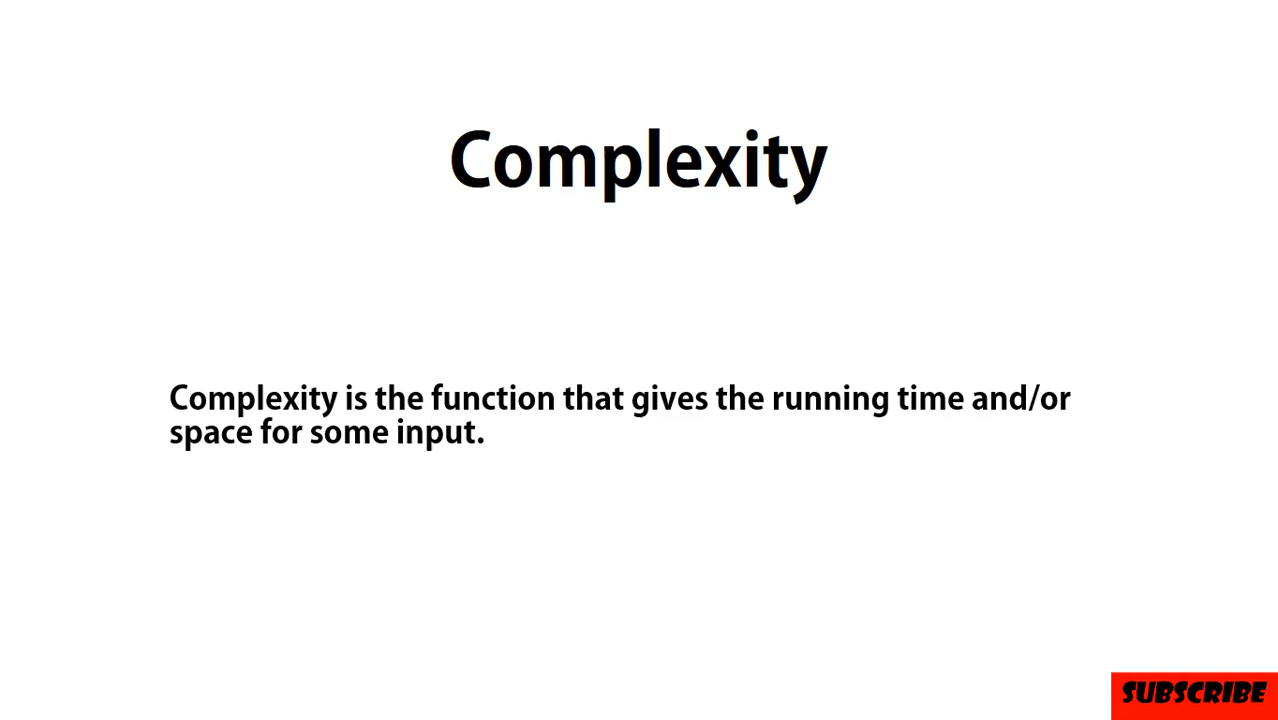 Complexity
Complexity is the function that gives the running time and/or
space for some input.
SUBSCRIBE